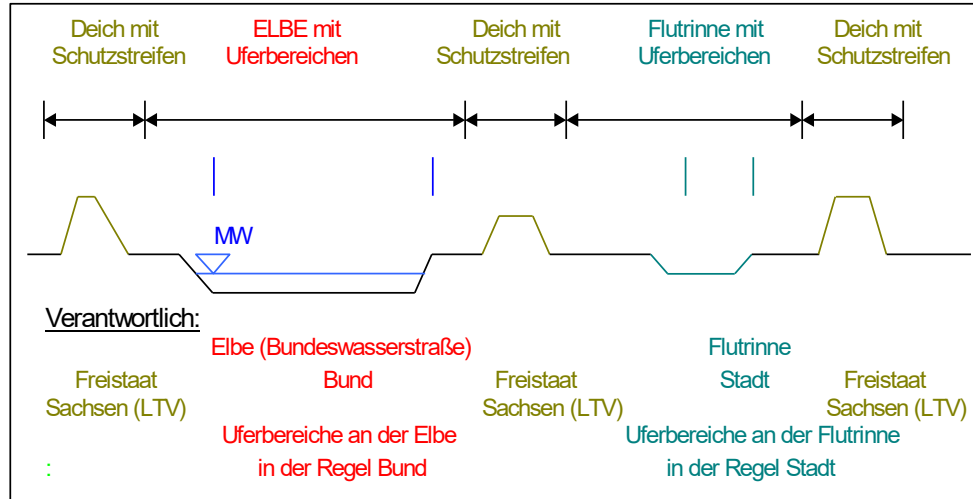 Deich mit
Schutzstreifen
ELBE mit
Uferbereichen
Deich mit
Schutzstreifen
Flutrinne mit
Uferbereichen
Deich mit
Schutzstreifen
MW
Verantwortlich:
Elbe (Bundeswasserstraße)
Bund
Flutrinne
Stadt
Freistaat
Sachsen (LTV)
Freistaat
Sachsen (LTV)
Freistaat
Sachsen (LTV)
Uferbereiche an der Elbe
in der Regel Bund
Uferbereiche an der Flutrinne
in der Regel Stadt
: